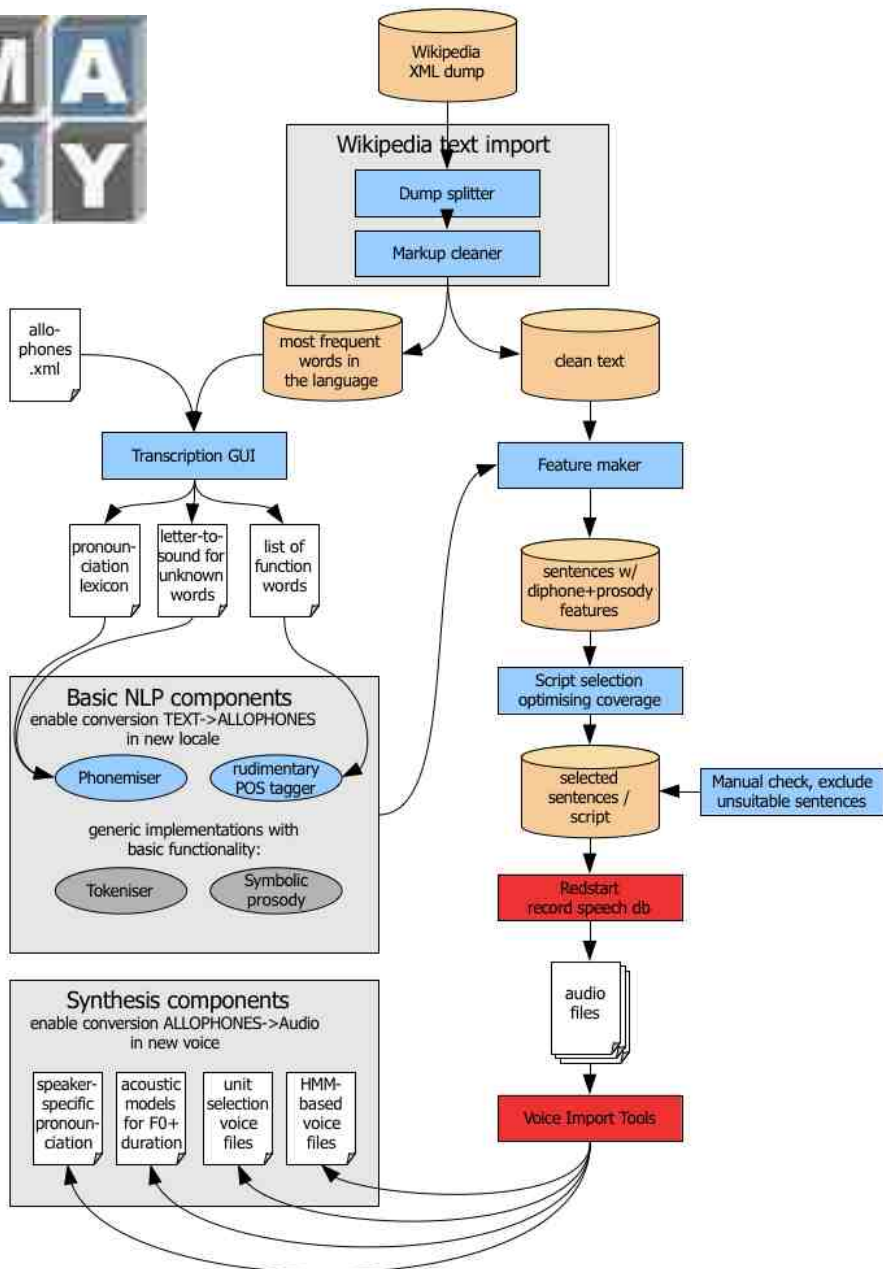 M A
R Y
Wikipedia
XML dump
Wikipedia text import
Dump splitter
Markup cleaner
allo-
phones
.xml
most frequent
words in
the language
clean text
Transcription GUI
Feature maker
pronoun-
ciation
lexicon
letter-to-
sound for
unknown
words
list of
function
words
sentences w/
diphone+prosody
features
Script selection
optimising coverage
Basic NLP components
enable conversion TEXT->ALLOPHONES
in new locale
Phonemiser
rudimentary
POS tagger
generic implementations with
basic functionality:
Tokeniser
Symbolic
prosody
selected
sentences /
script
Manual check, exclude
unsuitable sentences
Redstart
record speech db
audio
files
Synthesis components
enable conversion ALLOPHONES->Audio
in new voice
speaker-
specific
pronoun-
ciation
acoustic
models
for F0+
duration
unit
selection
voice
files
HMM-
based
voice
files
Voice Import Tools